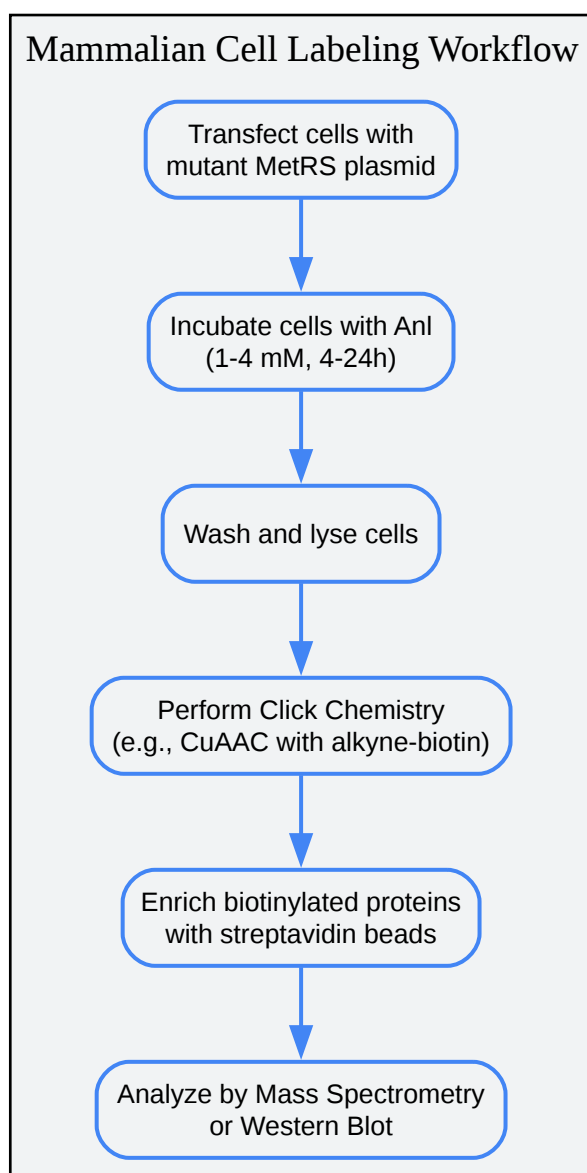 Mammalian Cell Labeling Workflow
Transfect cells with
mutant MetRS plasmid
Incubate cells with Anl
(1-4 mM, 4-24h)
Wash and lyse cells
Perform Click Chemistry
(e.g., CuAAC with alkyne-biotin)
Enrich biotinylated proteins
with streptavidin beads
Analyze by Mass Spectrometry
or Western Blot